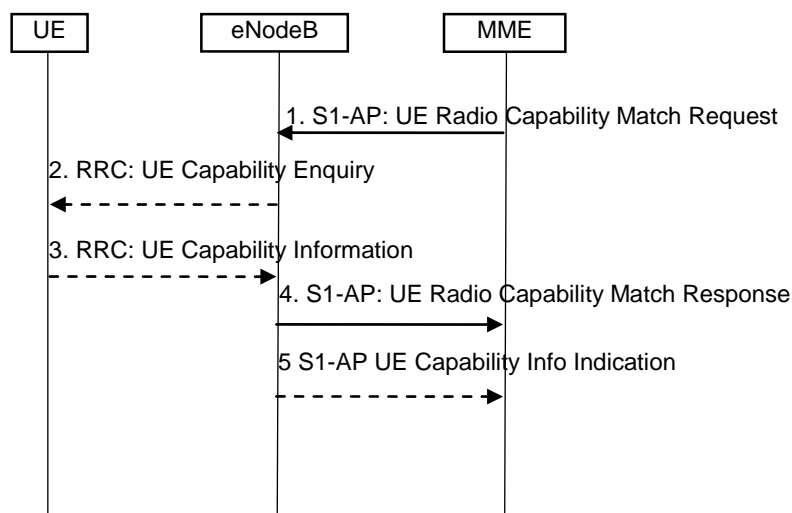 UE
eNodeB
MME
1. S1-AP: UE Radio Capability Match Request
2. RRC: UE Capability Enquiry
3. RRC: UE Capability Information
4. S1-AP: UE Radio Capability Match Response
5 S1-AP UE Capability Info Indication